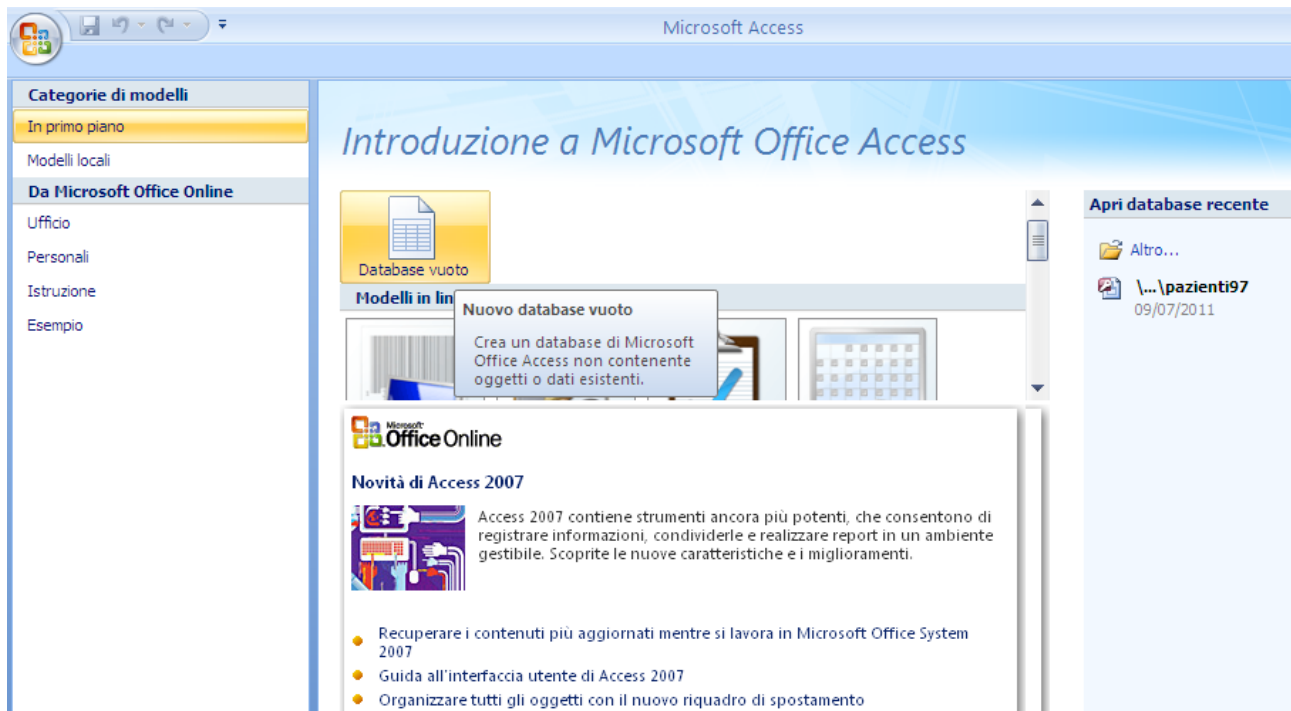 Microsoft Access
Categorie di modelli
In primo piano
Modelli locali
Da Microsoft Office Online
Ufficio
Personali
Istruzione
Esempio
Introduzione a Microsoft Office Access
Database vuoto
Modelli in lin
Nuovo database vuoto
Crea un database di Microsoft
Office Access non contenente
oggetti o dati esistenti.
Microsoft
Office Online
Novità di Access 2007
Access 2007 contiene strumenti ancora più potenti, che consentono di
registrare informazioni, condividerle e realizzare report in un ambiente
gestibile. Scoprite le nuove caratteristiche e i miglioramenti.
Recuperare i contenuti più aggiornati mentre si lavora in Microsoft Office System
2007
Guida all'interfaccia utente di Access 2007
Organizzare tutti gli oggetti con il nuovo riquadro di spostamento
Apri database recente
Altro...
\...\pazienti97
09/07/2011